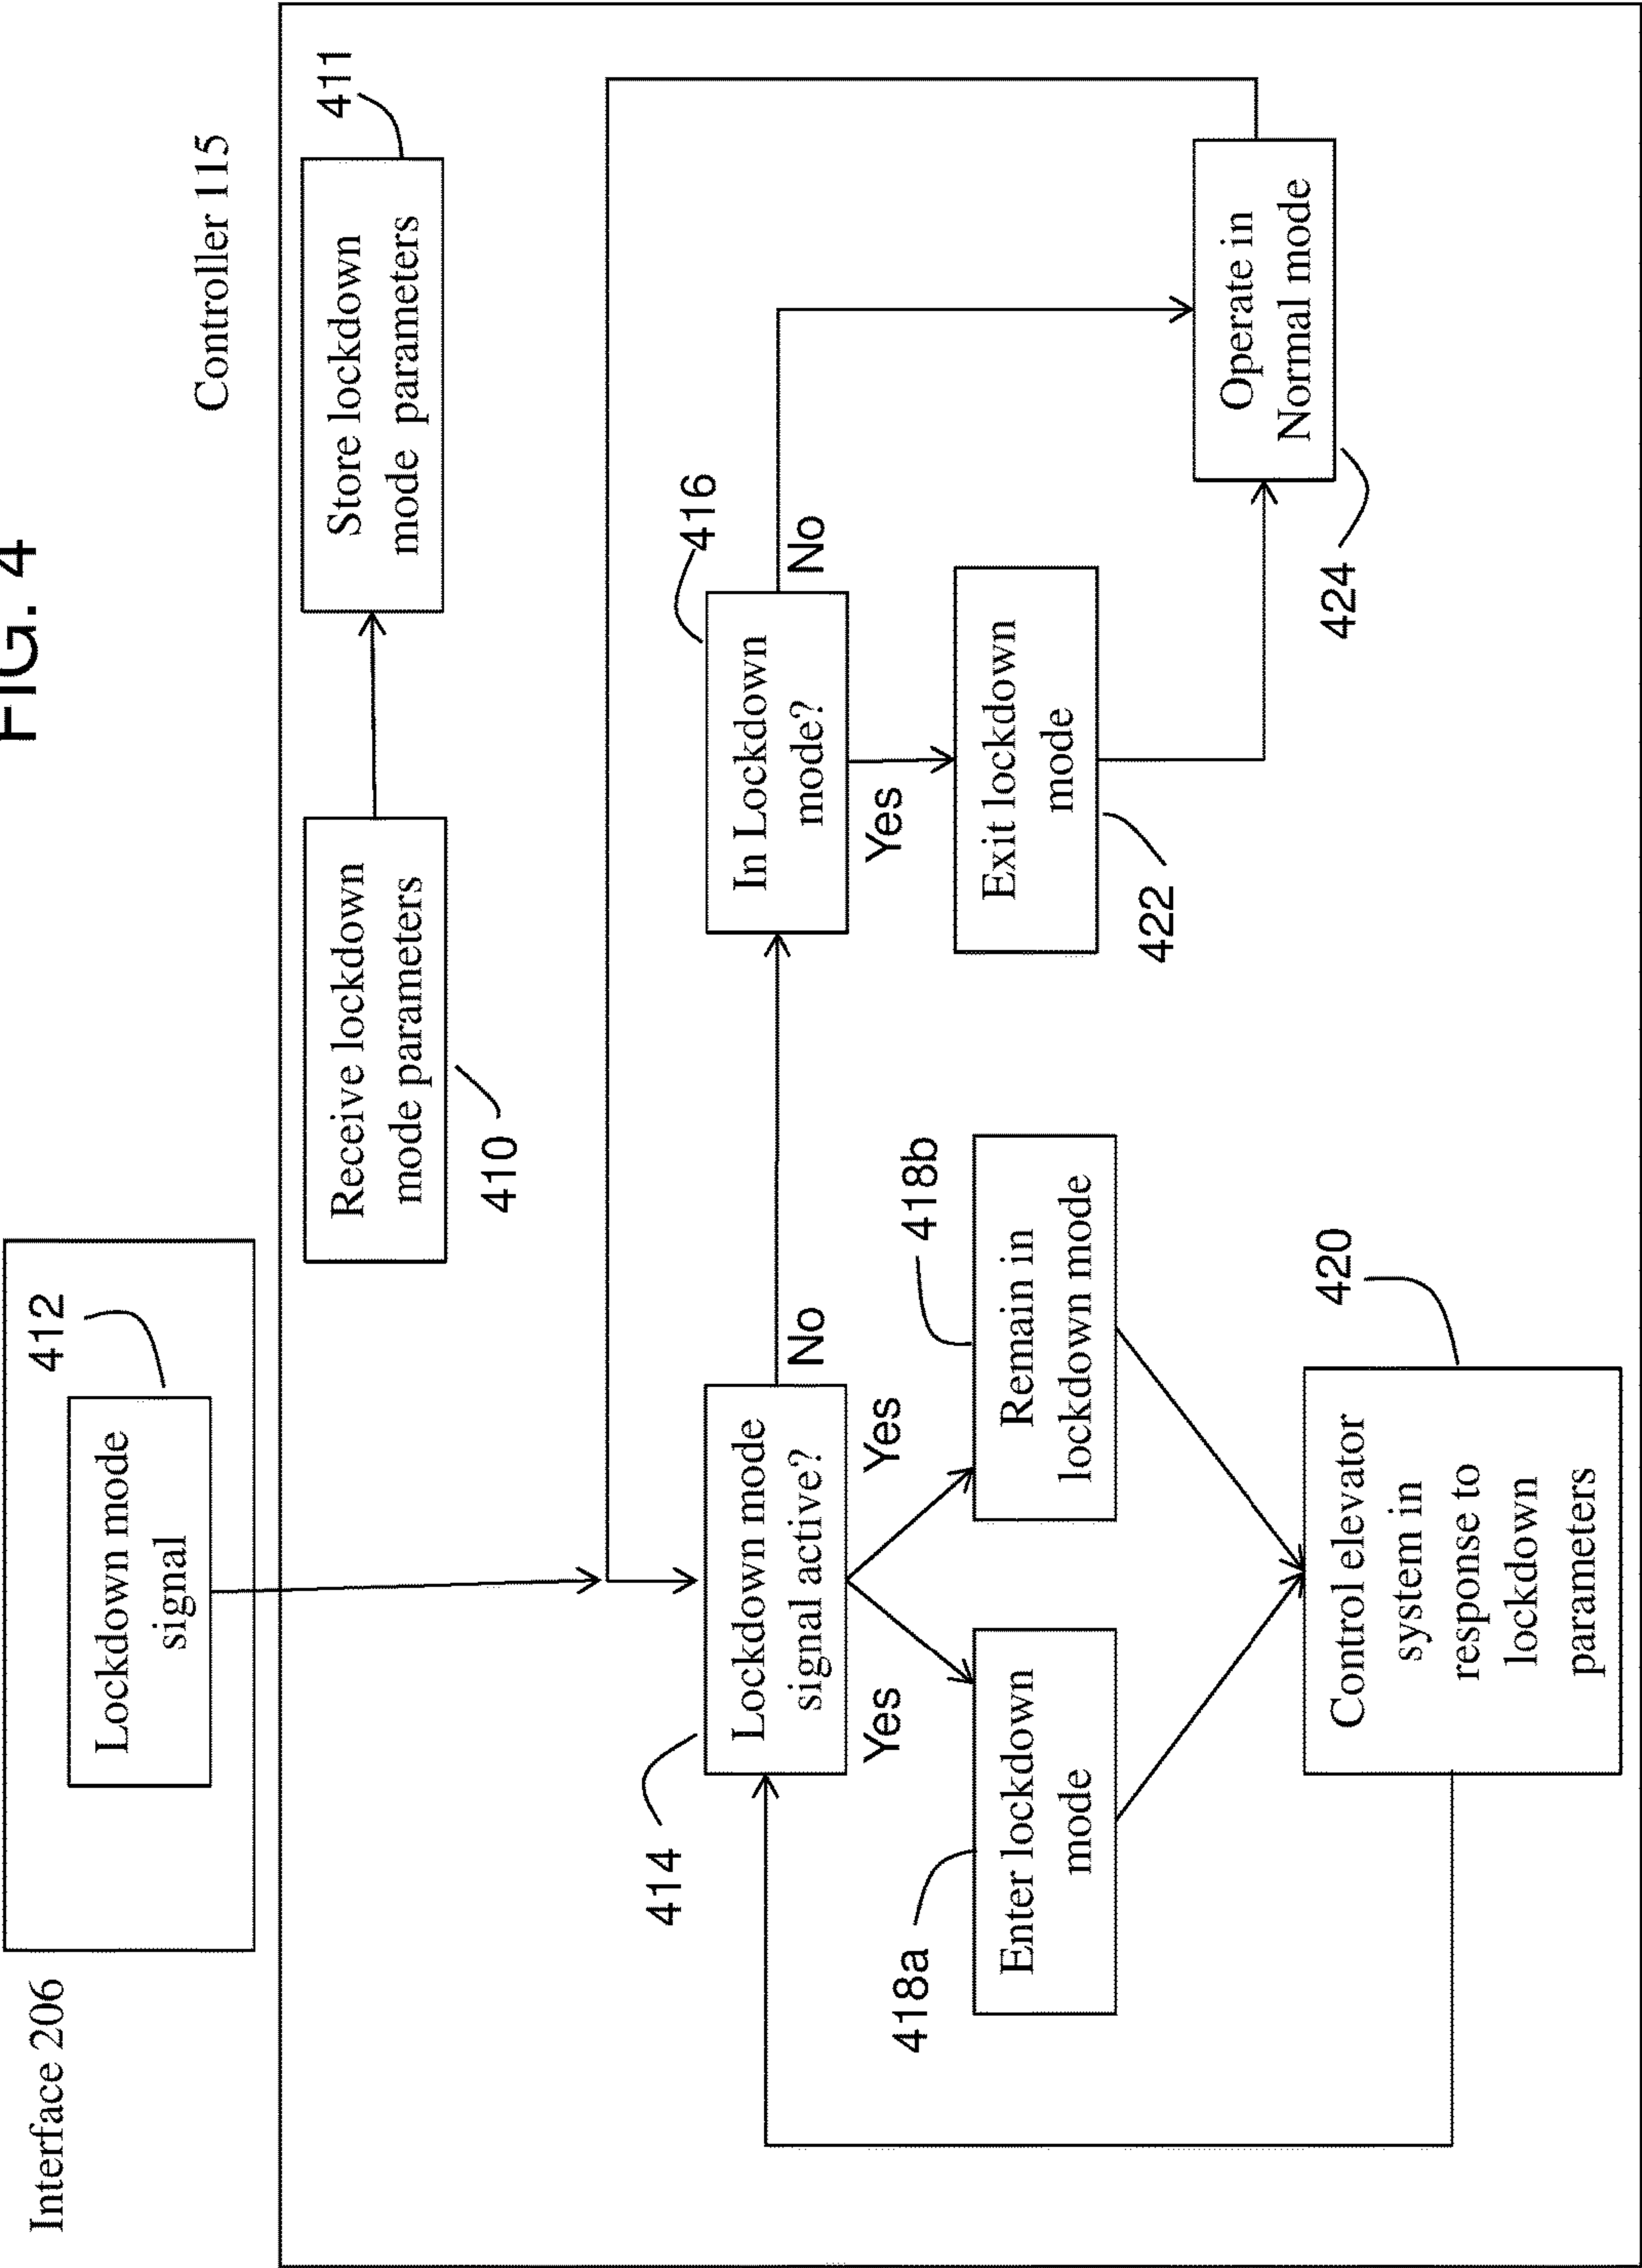 FIG. 4
Interface 206
412
Lockdown mode
signal
Controller 115
Receive lockdown
mode parameters
410
Store lockdown
mode parameters
411
414
Lockdown mode
signal active?
No
Yes
Yes
In Lockdown
mode?
416
No
Yes
418a
Enter lockdown
mode
418b
Remain in
lockdown mode
Exit lockdown
mode
422
Control elevator
system in
response to
lockdown
parameters
420
Operate in
Normal mode
424